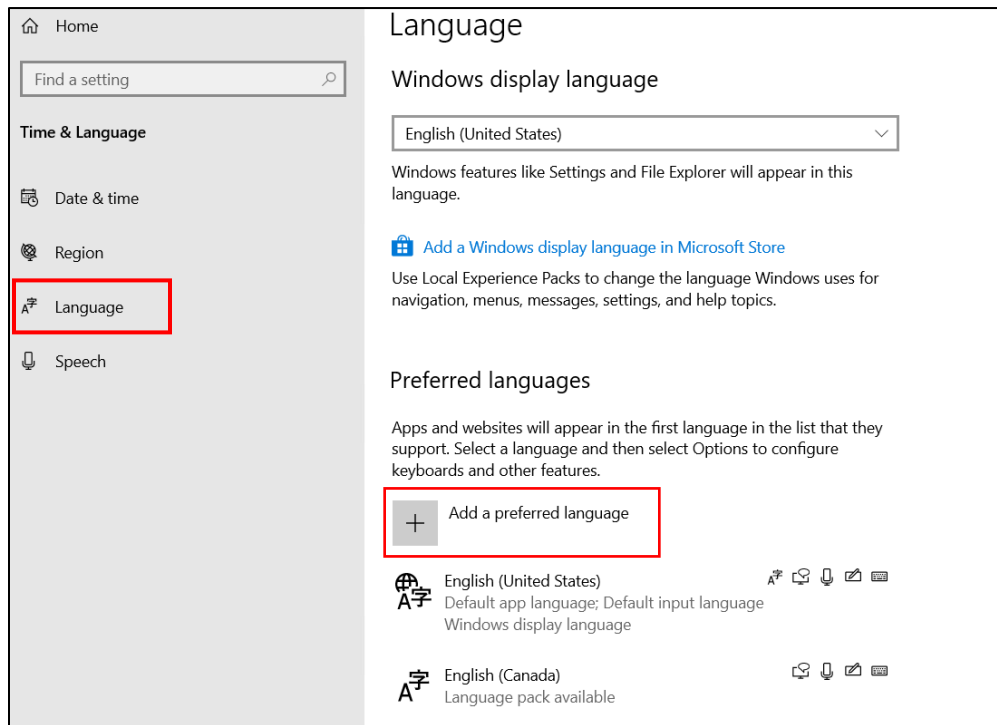 Home
Find a setting
Time & Language
Date & time
Region
Language
Speech
Language
Windows display language
English (United States)
Windows features like Settings and File Explorer will appear in this
language.
Add a Windows display language in Microsoft Store
Use Local Experience Packs to change the language Windows uses for
navigation, menus, messages, settings, and help topics.
Preferred languages
Apps and websites will appear in the first language in the list that they
support. Select a language and then select Options to configure
keyboards and other features.
Add a preferred language
English (United States)
Default app language; Default input language
Windows display language
English (Canada)
Language pack available